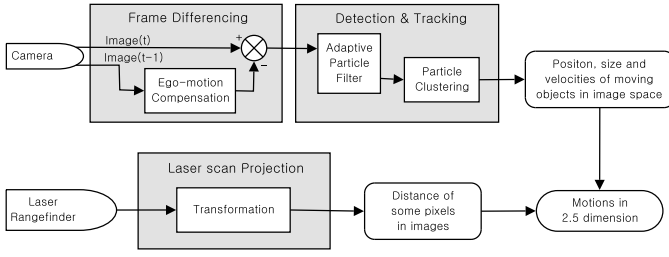 Frame Differencing
Detection & Tracking
Camera
Image(t)
Image(t-1)
+
−
Ego-motion
Compensation
Adaptive
Particle
Filter
Particle
Clustering
Positon, size and
velocities of moving
objects in image space
Laser scan Projection
Laser
Rangefinder
Transformation
Distance of
some pixels
in images
Motions in
2.5 dimension